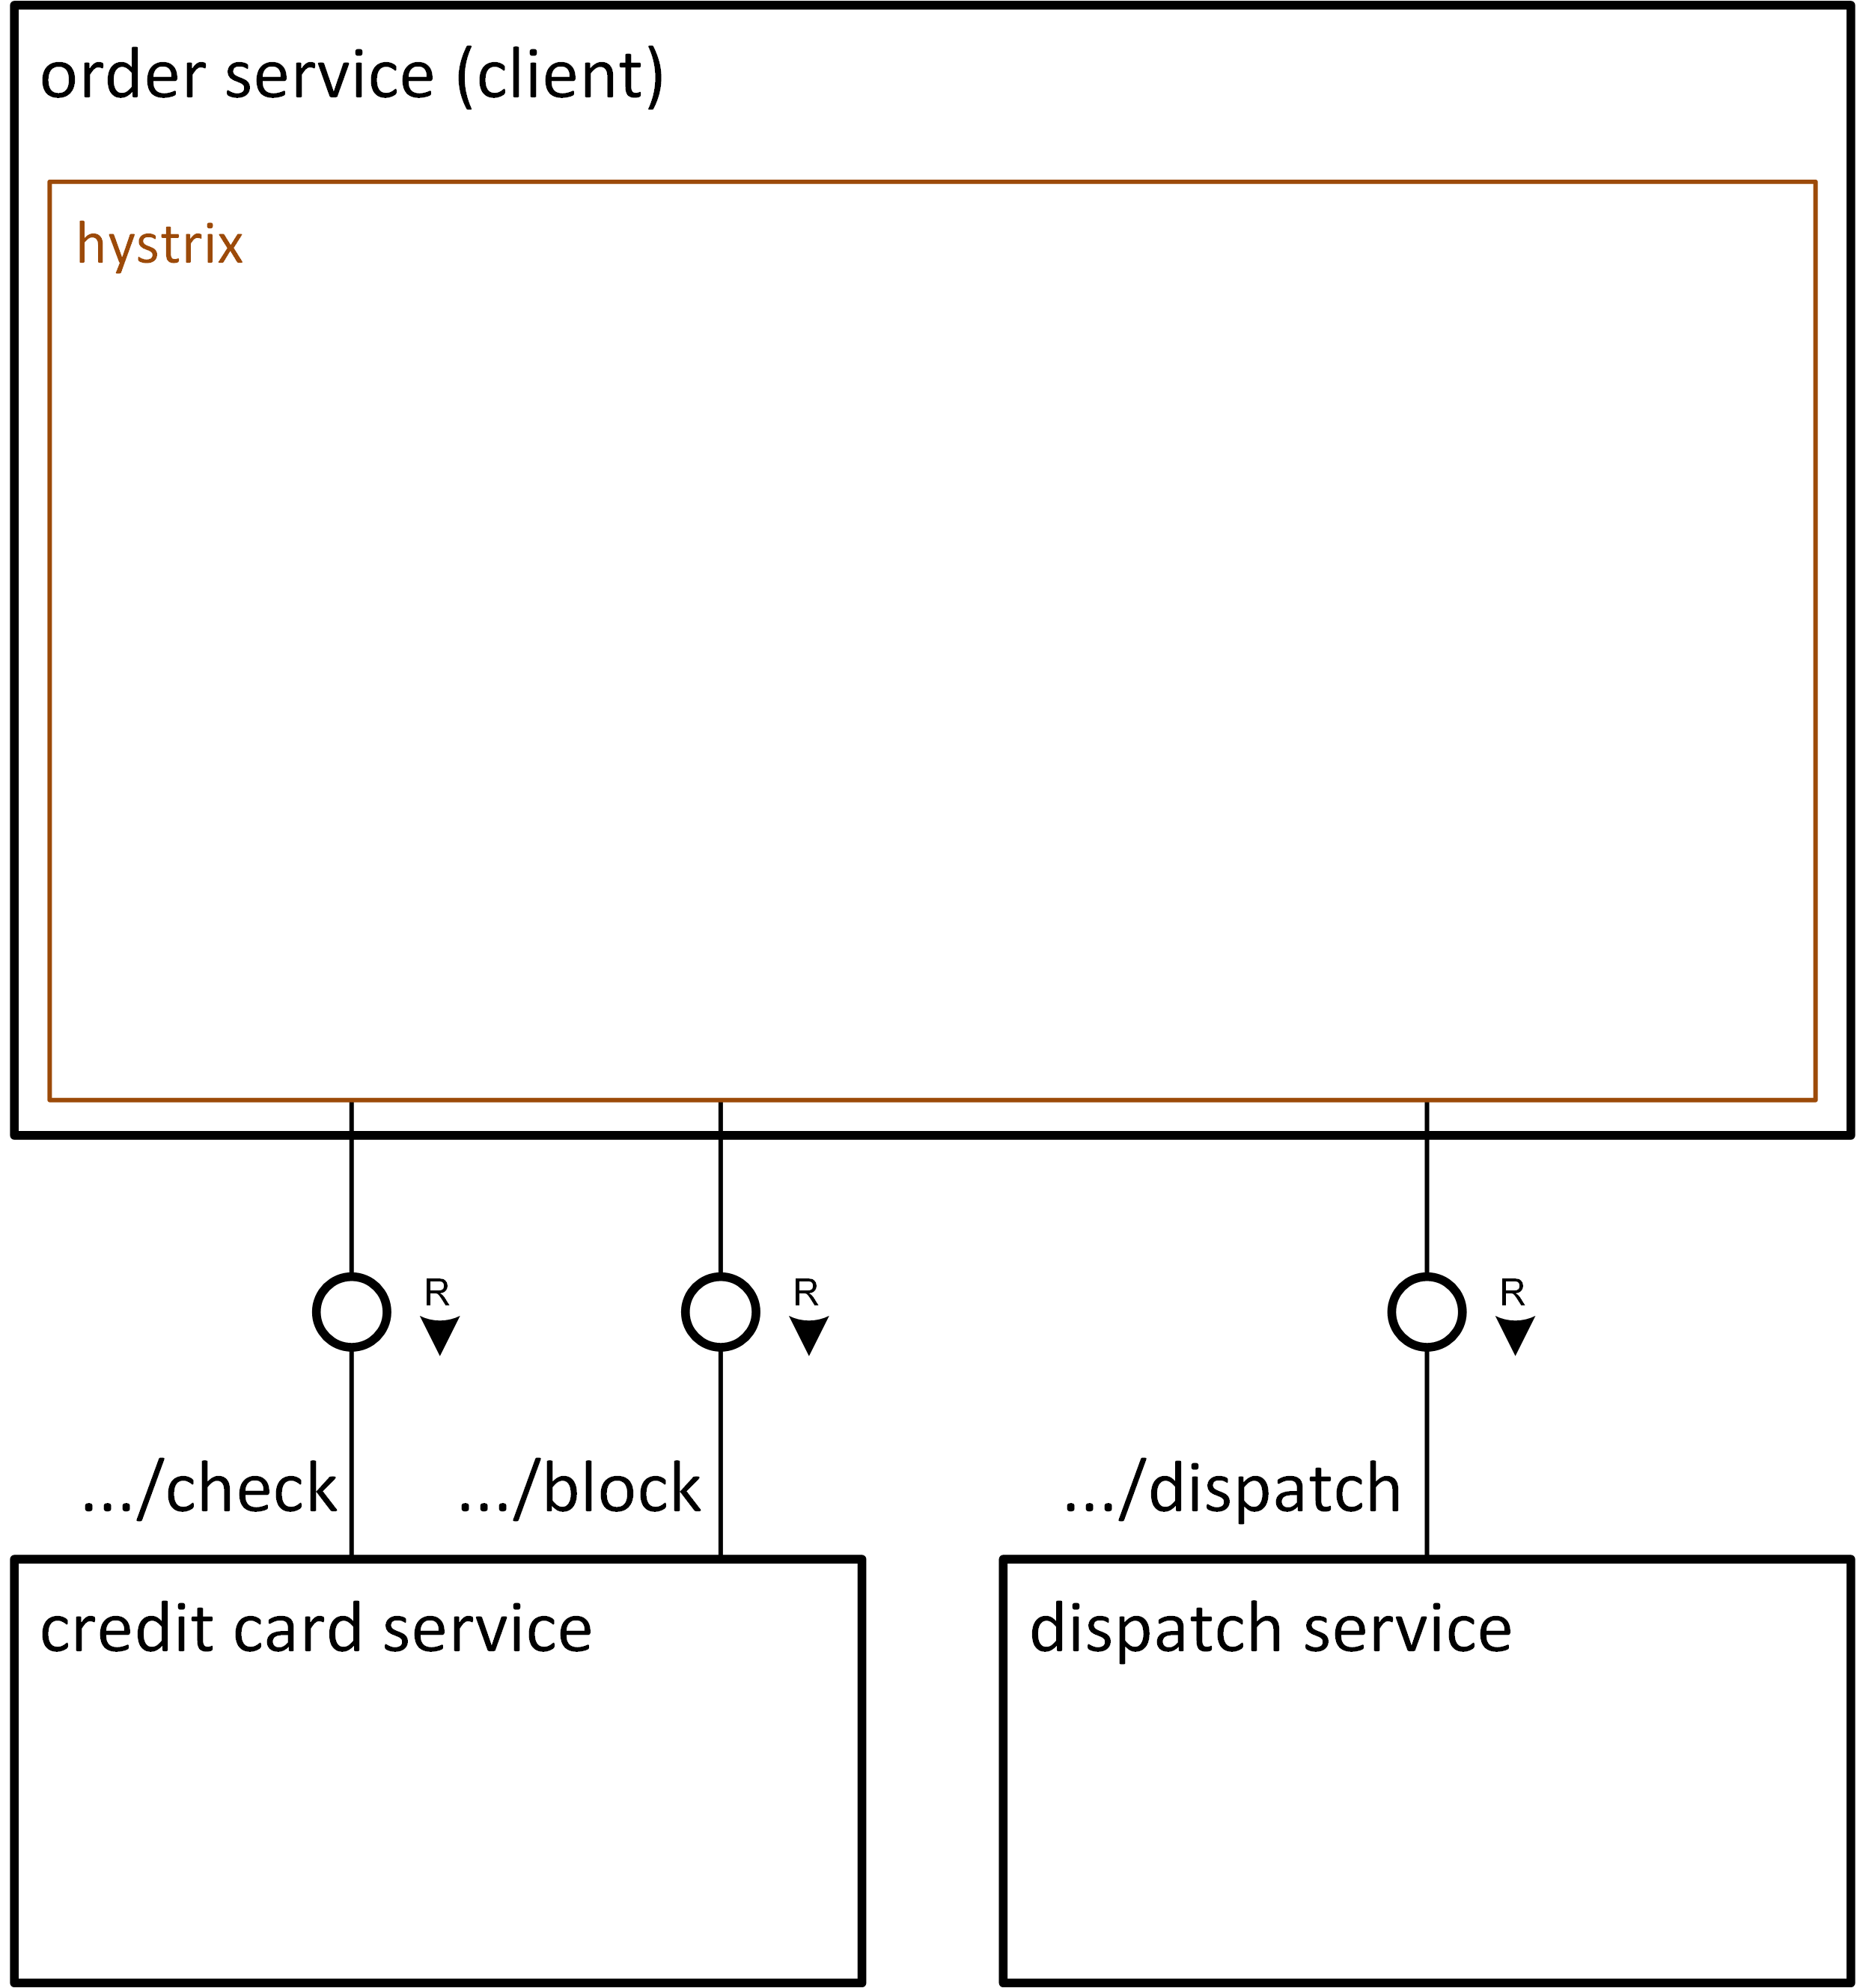 order service (client)
hystrix
R
R
R
.../check
.../block
.../dispatch
credit card service
dispatch service